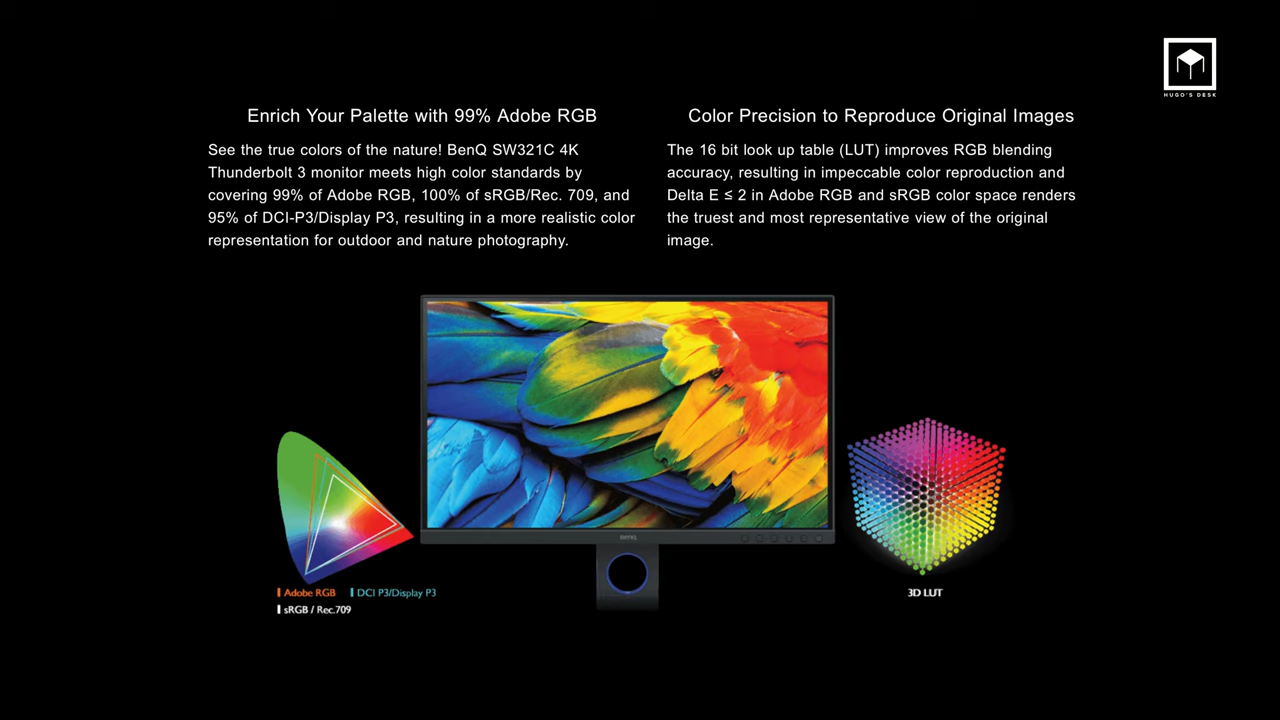 HUGO'S DESK
Enrich Your Palette with 99% Adobe RGB
See the true colors of the nature! BenQ SW321C 4K
Thunderbolt 3 monitor meets high color standards by
covering 99% of Adobe RGB, 100% of sRGB/Rec. 709, and
95% of DCI-P3/Display P3, resulting in a more realistic color
representation for outdoor and nature photography.
Color Precision to Reproduce Original Images
The 16 bit look up table (LUT) improves RGB blending
accuracy, resulting in impeccable color reproduction and
Delta E ≤ 2 in Adobe RGB and sRGB color space renders
the truest and most representative view of the original
image.
BenQ
Adobe RGB
DCI P3/Display P3
sRGB / Rec.709
3D LUT